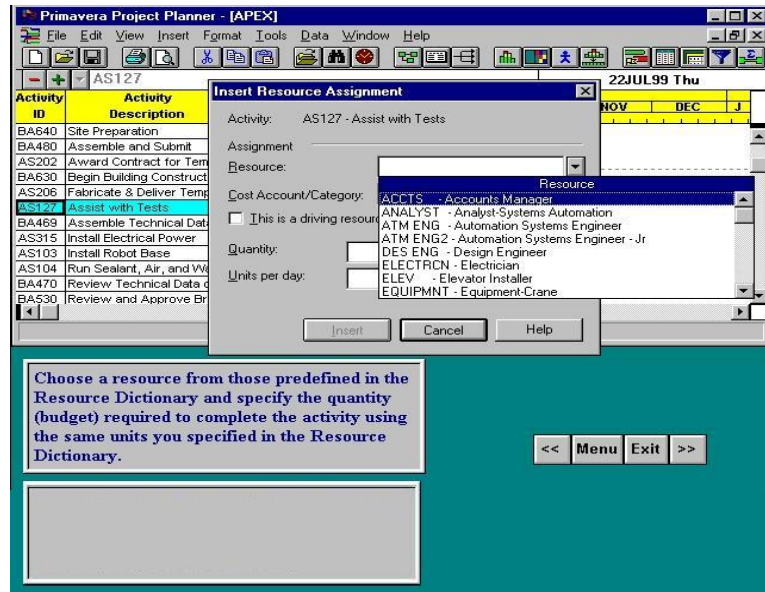 Primavera Project Planner - [APEX]
File Edit View Insert Format Tools Data Window Help
AS127
22JUL99 Thu
Activity ID
Activity Description
NOV DEC J
BA640 Site Preparation
BA480 Assemble and Submit
AS202 Award Contract for Tem
BA630 Begin Building Construct
AS206 Fabricate & Deliver Temp
AS127 Assist with Tests
BA469 Assemble Technical Data
AS315 Install Electrical Power
AS103 Install Robot Base
AS104 Run Sealant, Air, and Wa
BA470 Review Technical Data o
BA530 Review and Approve Br
Insert Resource Assignment
Activity: AS127 - Assist with Tests
Assignment
Resource:
Cost Account/Category:
This is a driving resour
Quantity:
Units per day:
Resource
ACCTS - Accounts Manager
ANALYST - Analyst-Systems Automation
ATM ENG - Automation Systems Engineer
ATM ENG2 - Automation Systems Engineer - Jr
DES ENG - Design Engineer
ELECTRCN - Electrician
ELEV - Elevator Installer
EQUIPMNT - Equipment-Crane
Insert Cancel Help
Choose a resource from those predefined in the
Resource Dictionary and specify the quantity
(budget) required to complete the activity using
the same units you specified in the Resource
Dictionary.
<< Menu Exit >>